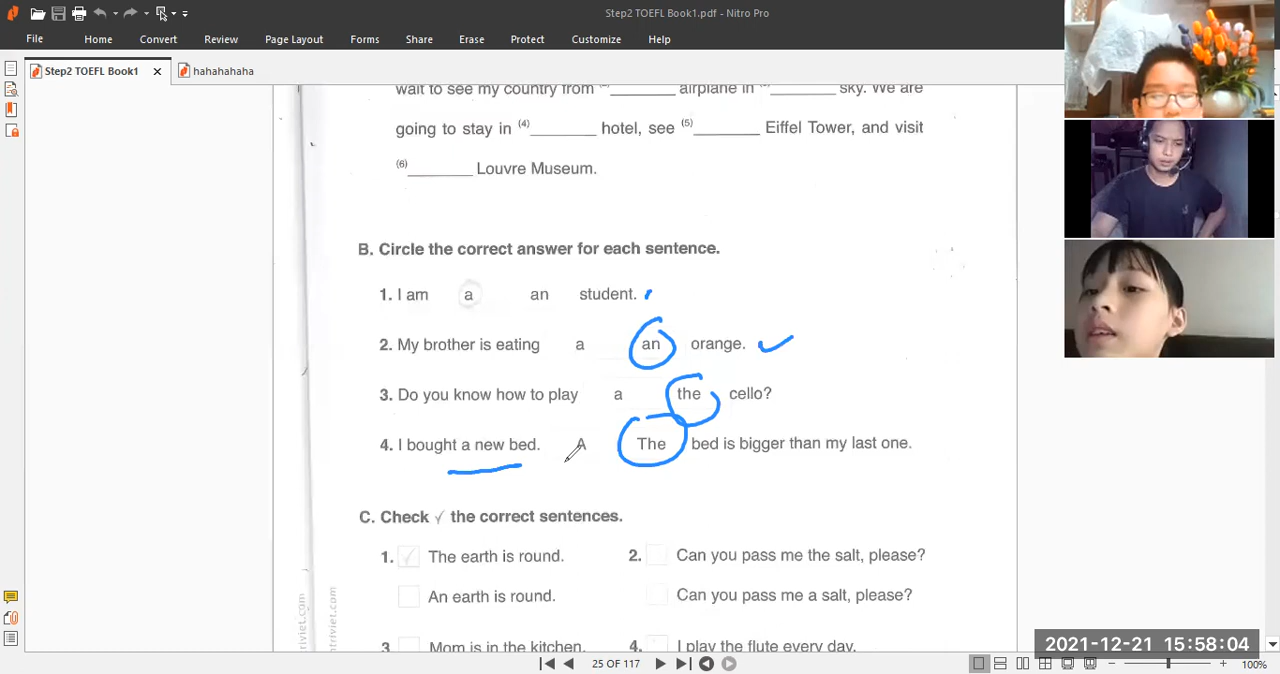 Step2 TOEFL Book1.pdf - Nitro Pro
File Home Convert Review Page Layout Forms Share Erase Protect Customize Help
Step2 TOEFL Book1 hahahahaha
wait to see my country from ________ airplane in ________ sky. We are
going to stay in (4) ________ hotel, see (5) ________ Eiffel Tower, and visit
(6) ________ Louvre Museum.
B. Circle the correct answer for each sentence.
1. I am a an student.
2. My brother is eating a an orange.
3. Do you know how to play a the cello?
4. I bought a new bed. A The bed is bigger than my last one.
C. Check √ the correct sentences.
1. The earth is round. 2. Can you pass me the salt, please?
An earth is round. Can you pass me a salt, please?
3. Mom is in the kitchen. 4. I play the flute every day.
ntriviet.com
2021-12-21 15:58:04
25 OF 117
100%